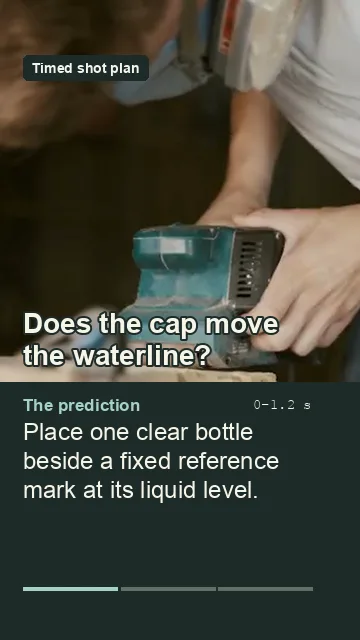 Timed shot plan
Does the cap move
the waterline?
The prediction 0–1.2 s
Place one clear bottle
beside a fixed reference
mark at its liquid level.